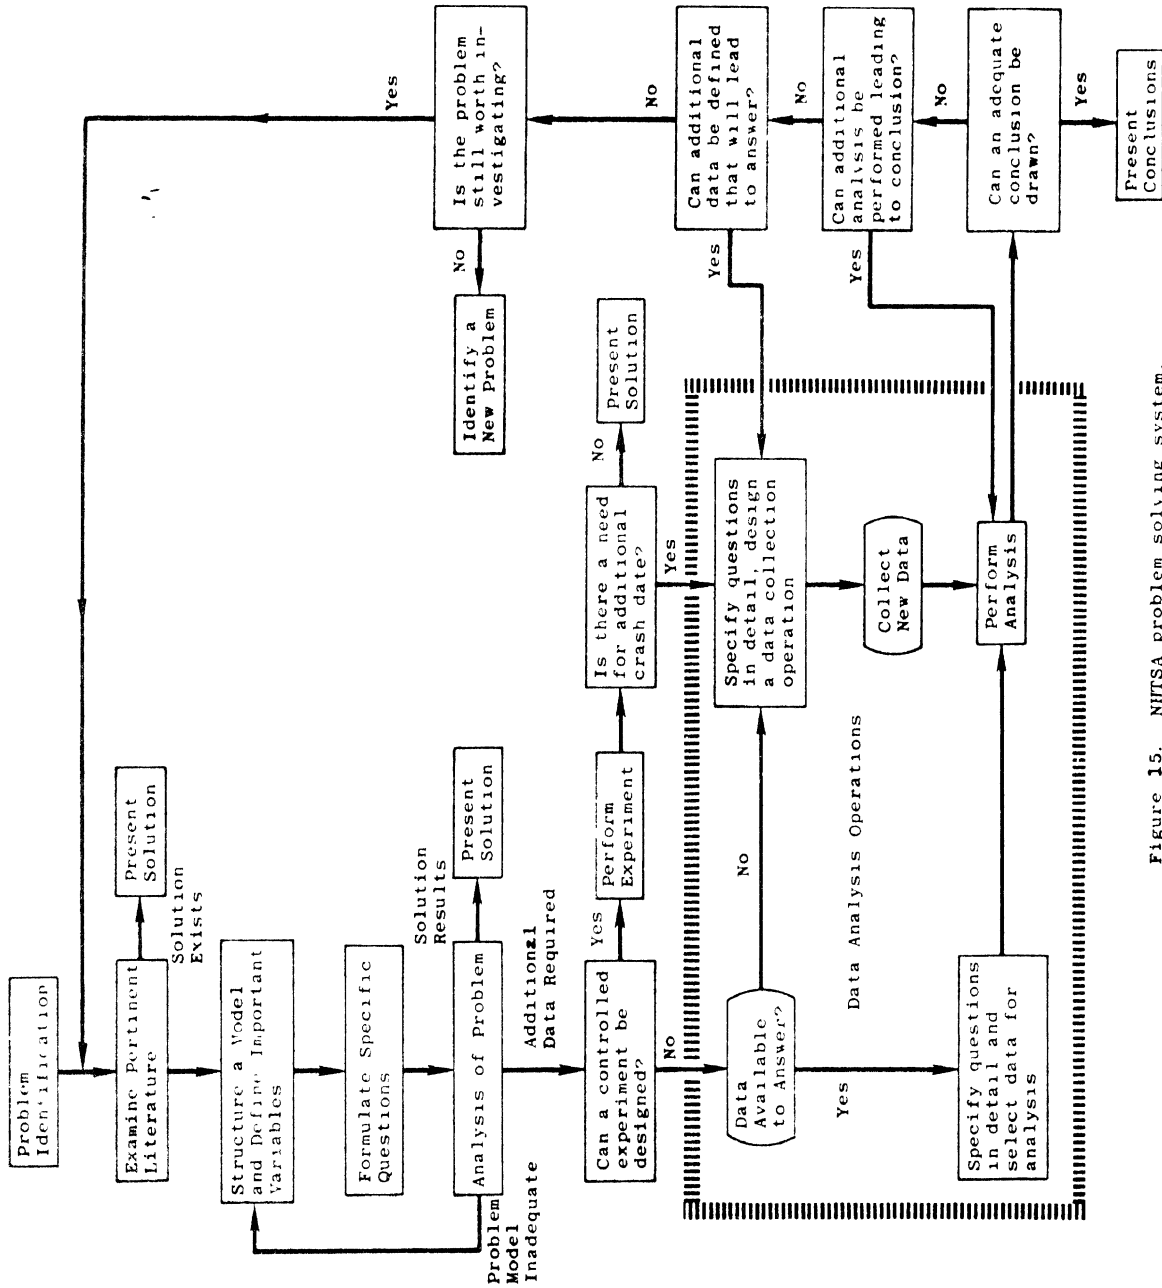 Problem
Identification
Examine Pertinent
Literature
Solution
Exists
Present
Solution
Structure a Model
and Define Important
Variables
Formulate Specific
Questions
Analysis of Problem
Problem
Model
Inadequate
Solution
Results
Present
Solution
Additional
Data Required
Can a controlled
experiment be
designed?
Yes
Perform
Experiment
Is there a need
for additional
crash date?
No
Present
Solution
Yes
No
Data
Available
to Answer?
No
Specify questions
in detail, design
a data collection
operation
Collect
New Data
Yes
Data Analysis Operations
Specify questions
in detail and
select data for
analysis
Perform
Analysis
Can an adequate
conclusion be
drawn?
Yes
Present
Conclusions
No
Can additional
analysis be
performed leading
to conclusion?
Yes
No
Can additional
data be defined
that will lead
to answer?
Yes
No
Is the problem
still worth in-
vestigating?
Yes
No
Identify a
New Problem
Figure 15. NHTSA problem solving system.